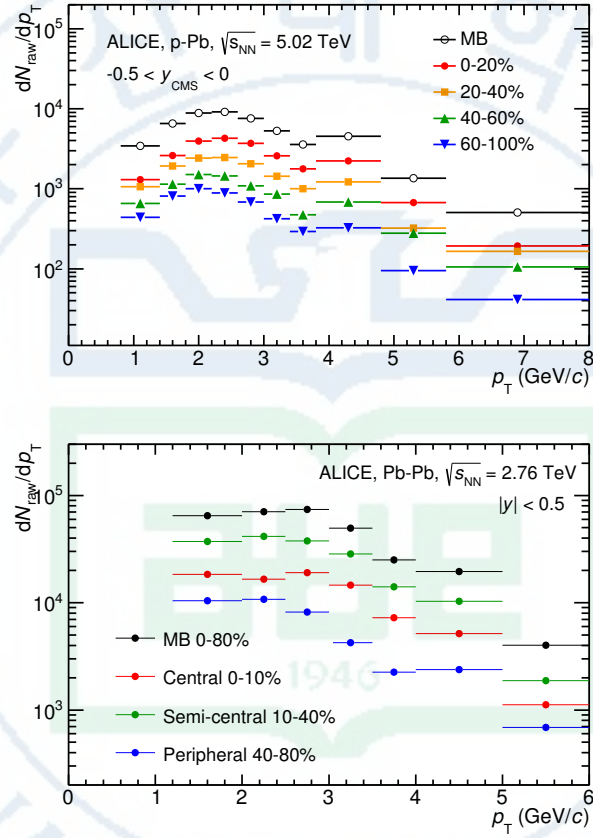 dN_raw/dp_T
10^5
10^4
10^3
10^2
ALICE, p-Pb, √s_NN = 5.02 TeV
-0.5 < y_CMS < 0
MB
0-20%
20-40%
40-60%
60-100%
0 1 2 3 4 5 6 7 8
p_T (GeV/c)
dN_raw/dp_T
10^5
10^4
10^3
ALICE, Pb-Pb, √s_NN = 2.76 TeV
|y| < 0.5
MB 0-80%
Central 0-10%
1946
Semi-central 10-40%
Peripheral 40-80%
0 1 2 3 4 5 6
p_T (GeV/c)